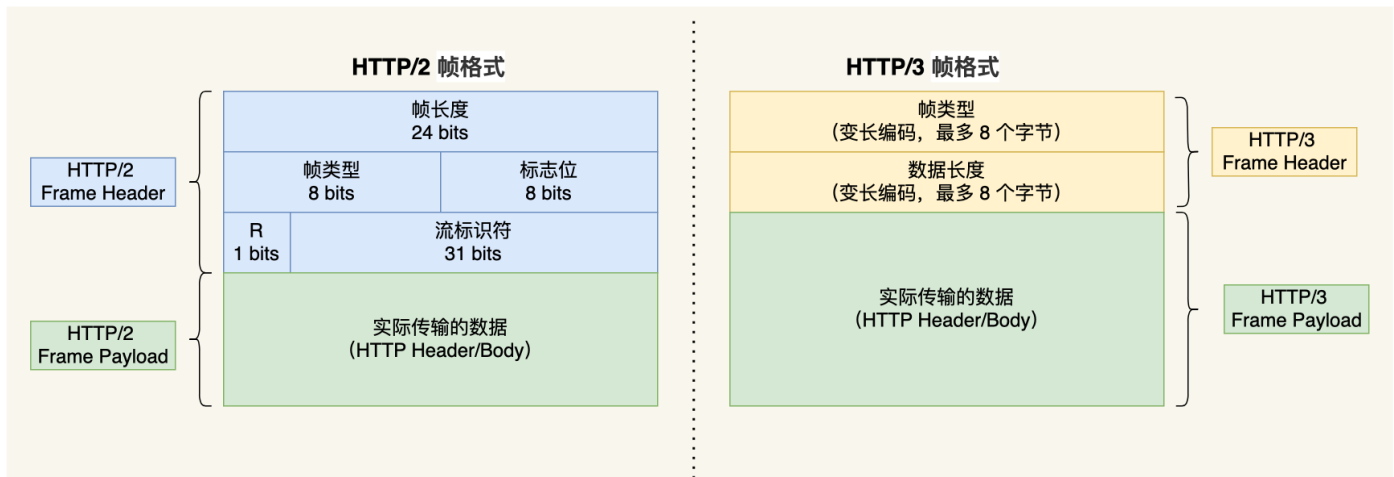 HTTP/2 帧格式
HTTP/2
Frame Header
帧长度
24 bits
帧类型
8 bits
标志位
8 bits
R
1 bits
流标识符
31 bits
HTTP/2
Frame Payload
实际传输的数据
（HTTP Header/Body）
HTTP/3 帧格式
帧类型
（变长编码，最多 8 个字节）
数据长度
（变长编码，最多 8 个字节）
HTTP/3
Frame Header
实际传输的数据
（HTTP Header/Body）
HTTP/3
Frame Payload